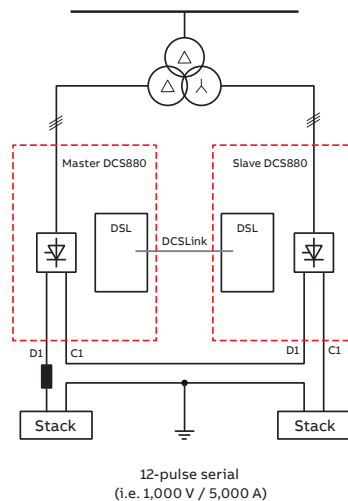 Master DCS880
Slave DCS880
DSL
DCSLink
DSL
D1
C1
D1
C1
Stack
Stack
12-pulse serial
(i.e. 1,000 V / 5,000 A)